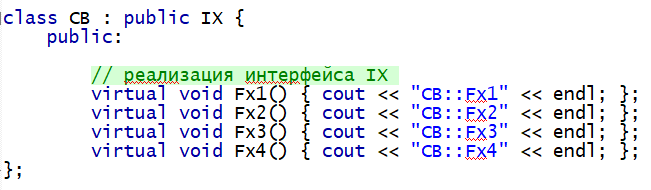 class CB : public IX {
public:
// реализация интерфейса IX
virtual void Fx1() { cout << "CB::Fx1" << endl; };
virtual void Fx2() { cout << "CB::Fx2" << endl; };
virtual void Fx3() { cout << "CB::Fx3" << endl; };
virtual void Fx4() { cout << "CB::Fx4" << endl; };
};